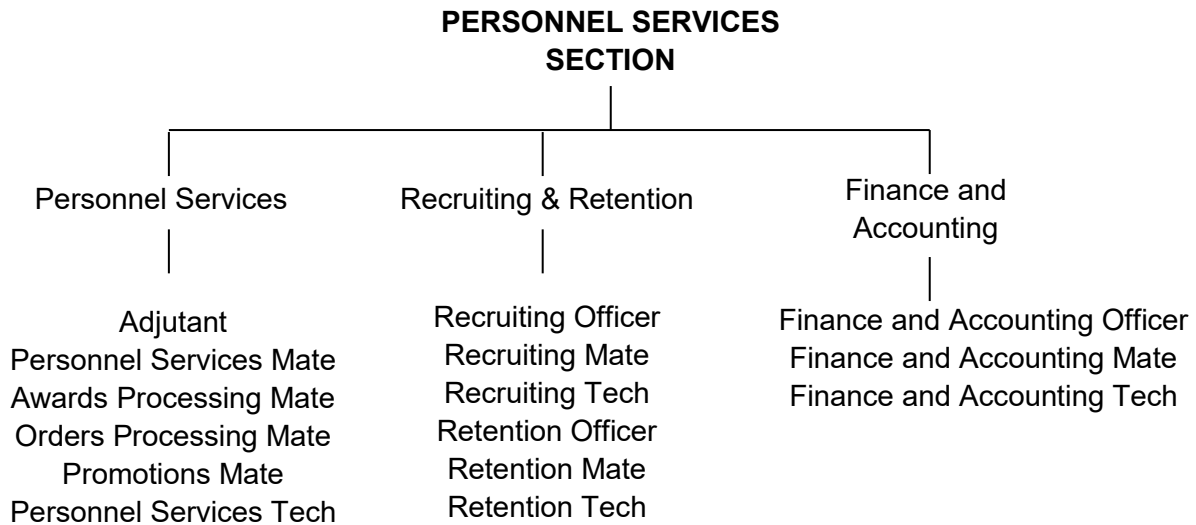 PERSONNEL SERVICES
SECTION
Personnel Services
Recruiting & Retention
Finance and
Accounting
Adjutant
Personnel Services Mate
Awards Processing Mate
Orders Processing Mate
Promotions Mate
Personnel Services Tech
Recruiting Officer
Recruiting Mate
Recruiting Tech
Retention Officer
Retention Mate
Retention Tech
Finance and Accounting Officer
Finance and Accounting Mate
Finance and Accounting Tech